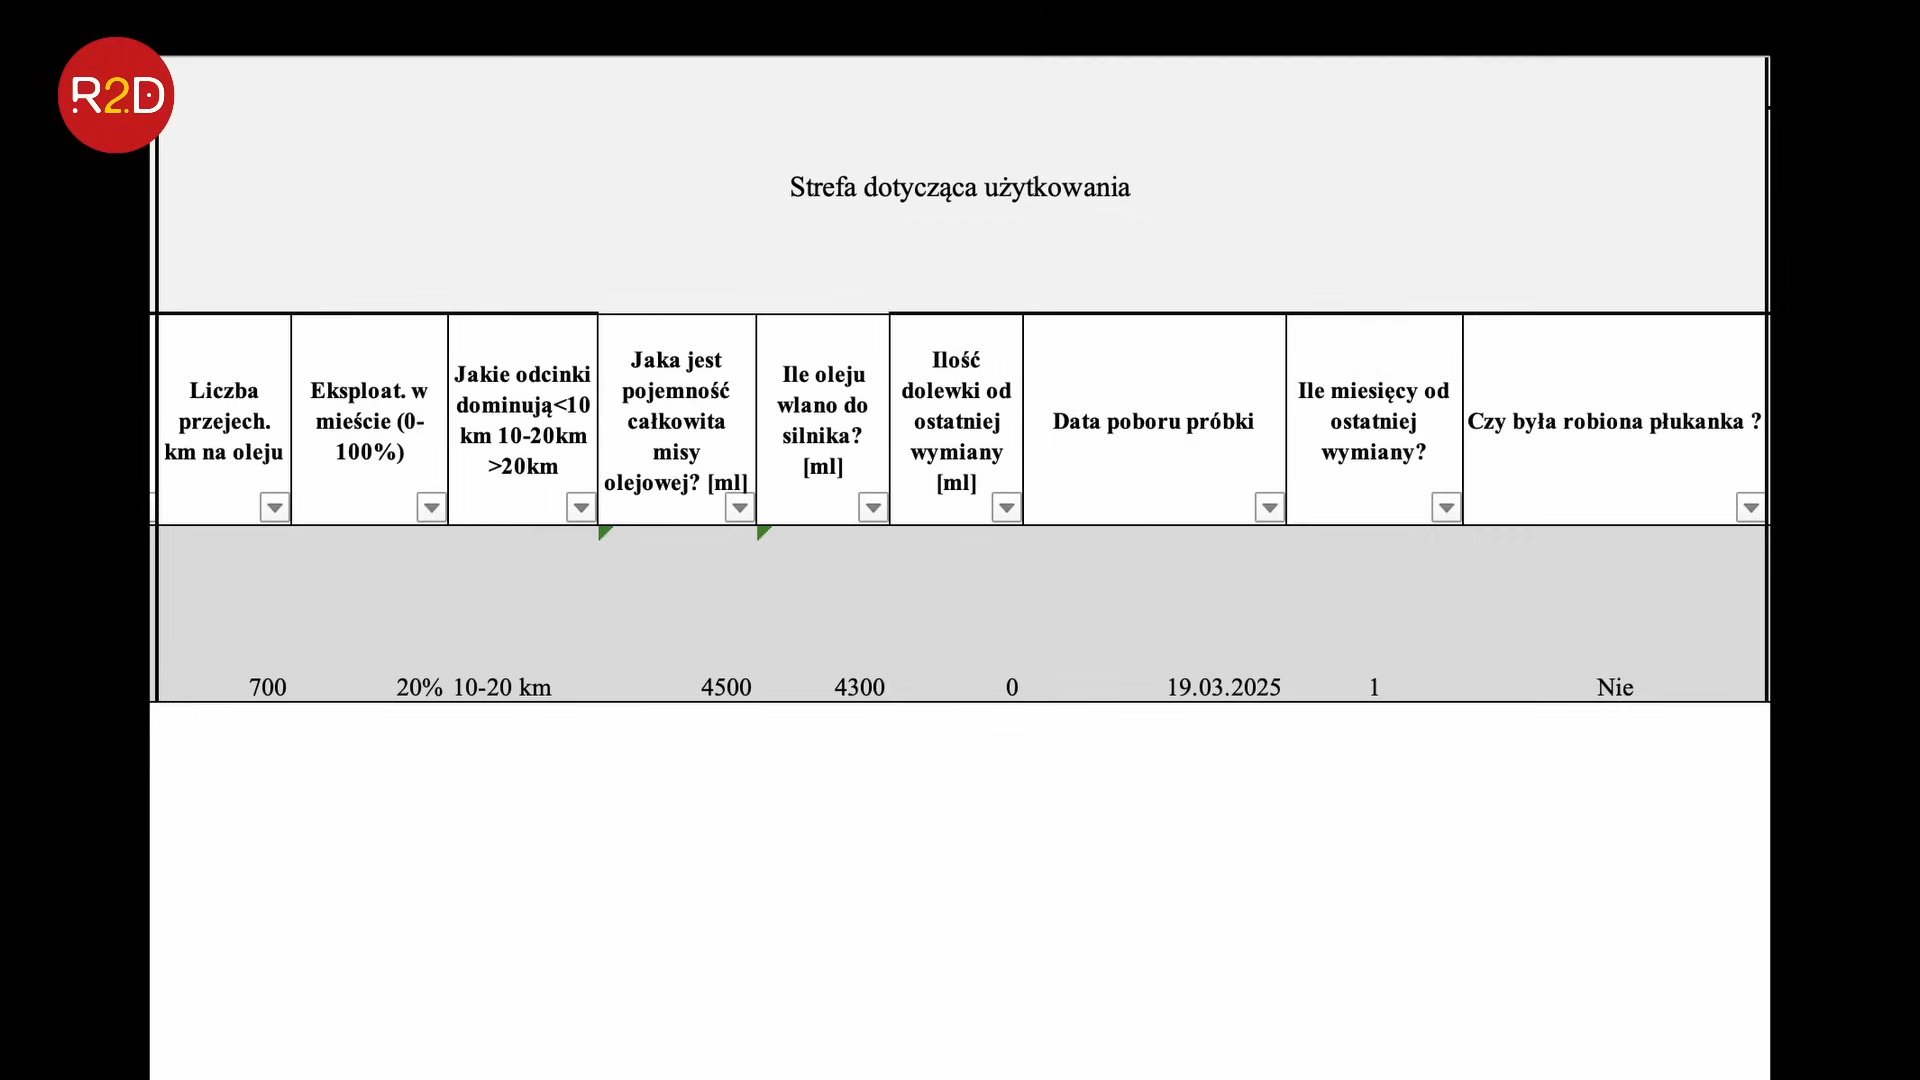 R2D
Strefa dotycząca użytkowania
Liczba
przejech.
km na oleju
Eksploat. w
mieście (0-
100%)
Jakie odcinki
dominują<10
km 10-20km
>20km
Jaka jest
pojemność
całkowita
misy
olejowej? [ml]
Ile oleju
wlano do
silnika?
[ml]
Ilość
dolewki od
ostatniej
wymiany
[ml]
Data poboru próbki
Ile miesięcy od
ostatniej
wymiany?
Czy była robiona płukanka ?
700 20% 10-20 km 4500 4300 0 19.03.2025 1 Nie